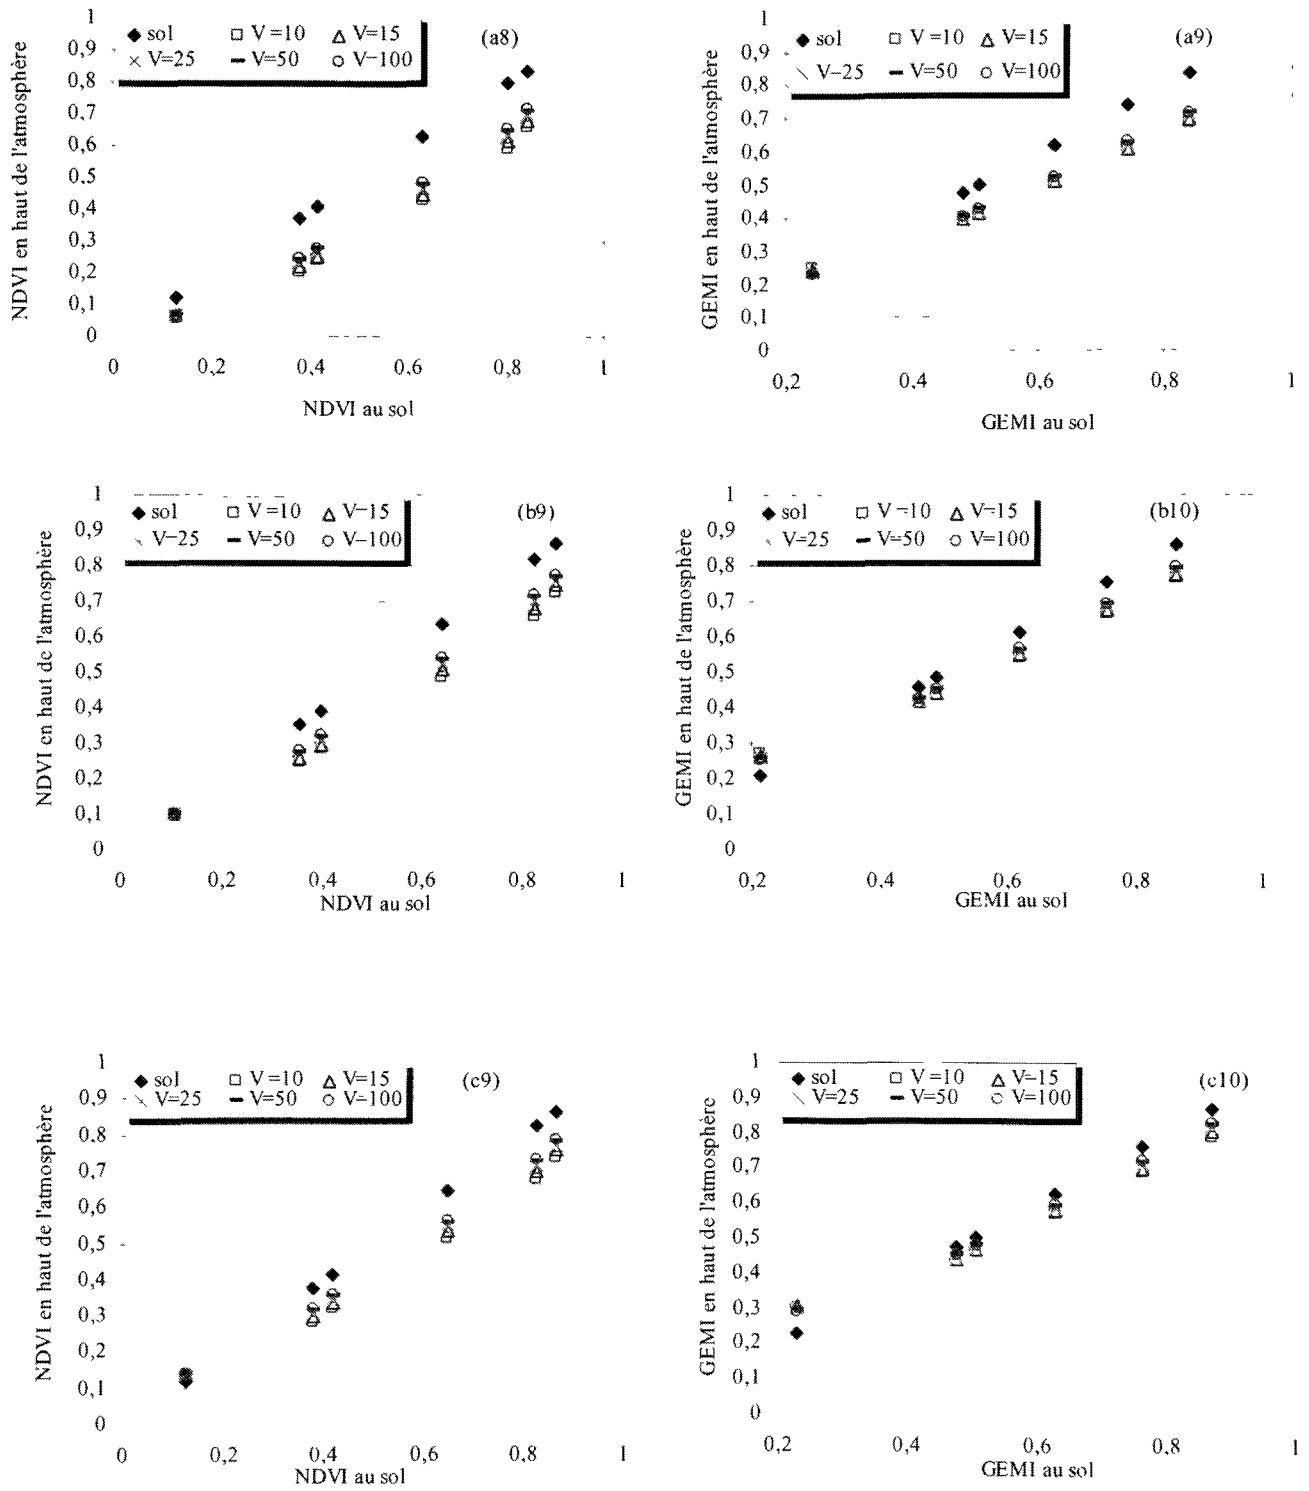 1
0,9
0,8
0,7
0,6
0,5
0,4
0,3
0,2
0,1
0
◆ sol □ V =10 △ V=15
× V=25 – V=50 ○ V–100
(a8)
NDVI en haut de l'atmosphère
0 0,2 0,4 0,6 0,8 1
NDVI au sol
1
0,9
0,8
0,7
0,6
0,5
0,4
0,3
0,2
0,1
0
◆ sol □ V =10 △ V=15
V–25 – V=50 ○ V=100
(a9)
GEMI en haut de l'atmosphère
0,2 0,4 0,6 0,8 1
GEMI au sol
1
0,9
0,8
0,7
0,6
0,5
0,4
0,3
0,2
0,1
0
◆ sol □ V =10 △ V–15
V–25 – V=50 ○ V–100
(b9)
NDVI en haut de l'atmosphère
0 0,2 0,4 0,6 0,8 1
NDVI au sol
1
0,9
0,8
0,7
0,6
0,5
0,4
0,3
0,2
0,1
0
◆ sol □ V =10 △ V=15
V=25 – V=50 ○ V=100
(b10)
GEMI en haut de l'atmosphère
0,2 0,4 0,6 0,8 1
GEMI au sol
1
0,9
0,8
0,7
0,6
0,5
0,4
0,3
0,2
0,1
0
◆ sol □ V =10 △ V=15
V=25 – V=50 ○ V=100
(c9)
NDVI en haut de l'atmosphère
0 0,2 0,4 0,6 0,8 1
NDVI au sol
1
0,9
0,8
0,7
0,6
0,5
0,4
0,3
0,2
0,1
0
◆ sol □ V =10 △ V–15
V=25 – V=50 ○ V=100
(c10)
GEMI en haut de l'atmosphère
0,2 0,4 0,6 0,8 1
GEMI au sol